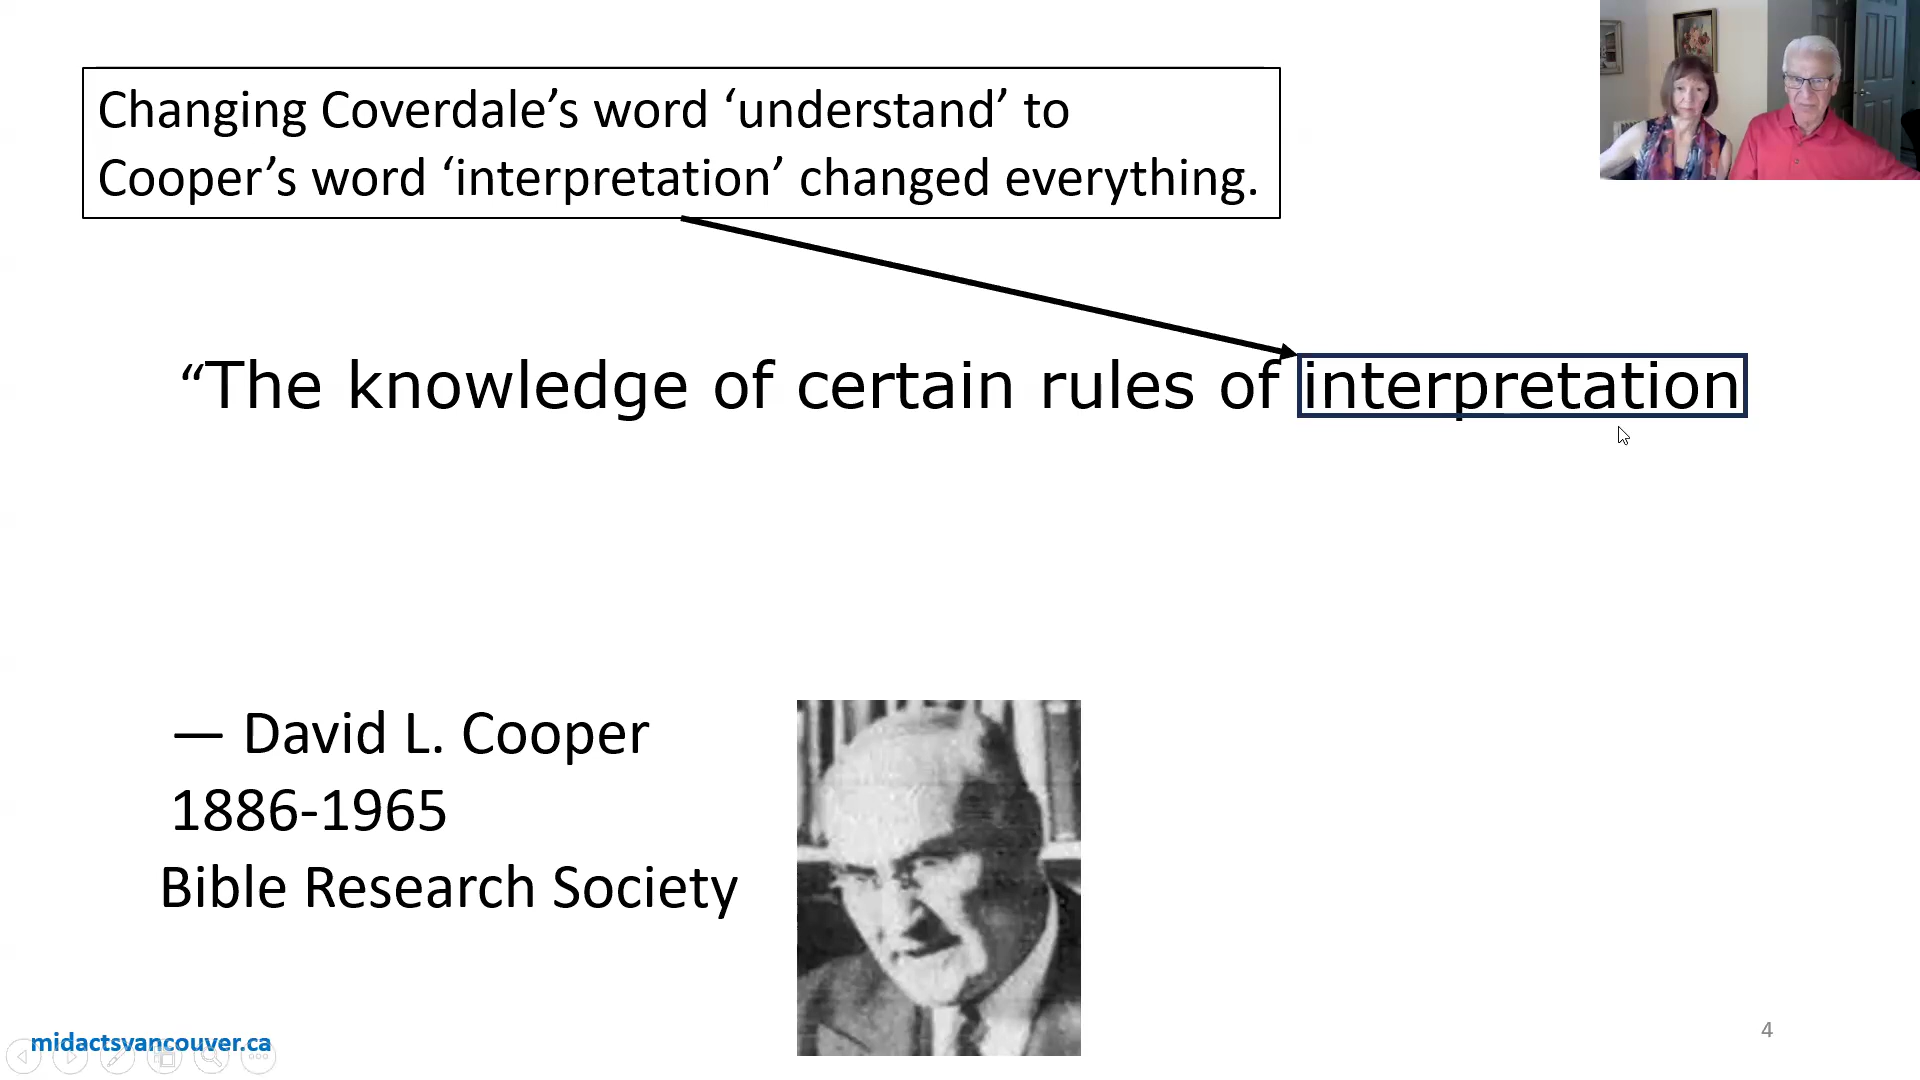 Changing Coverdale’s word ‘understand’ to
Cooper’s word ‘interpretation’ changed everything.
“The knowledge of certain rules of interpretation
— David L. Cooper
1886-1965
Bible Research Society
midactsvancouver.ca
4